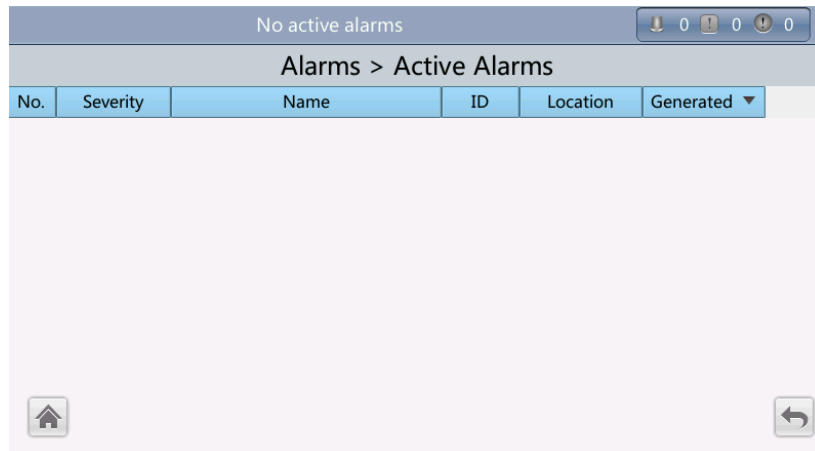 No active alarms 0 0 0
Alarms > Active Alarms
No. Severity Name ID Location Generated